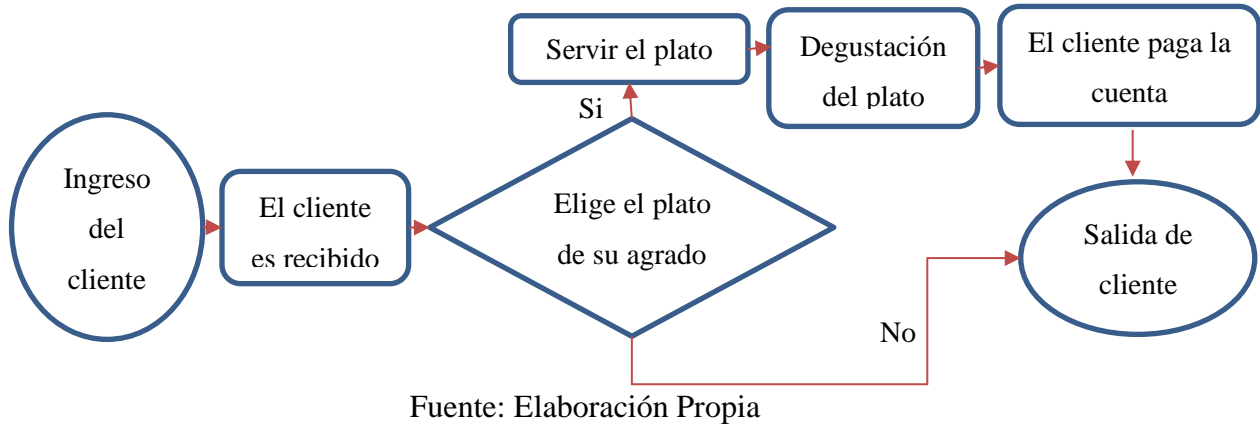 Ingreso
del
cliente
El cliente
es recibido
Elige el plato
de su agrado
Si
Servir el plato
Degustación
del plato
El cliente paga la
cuenta
Salida de
cliente
No
Fuente: Elaboración Propia